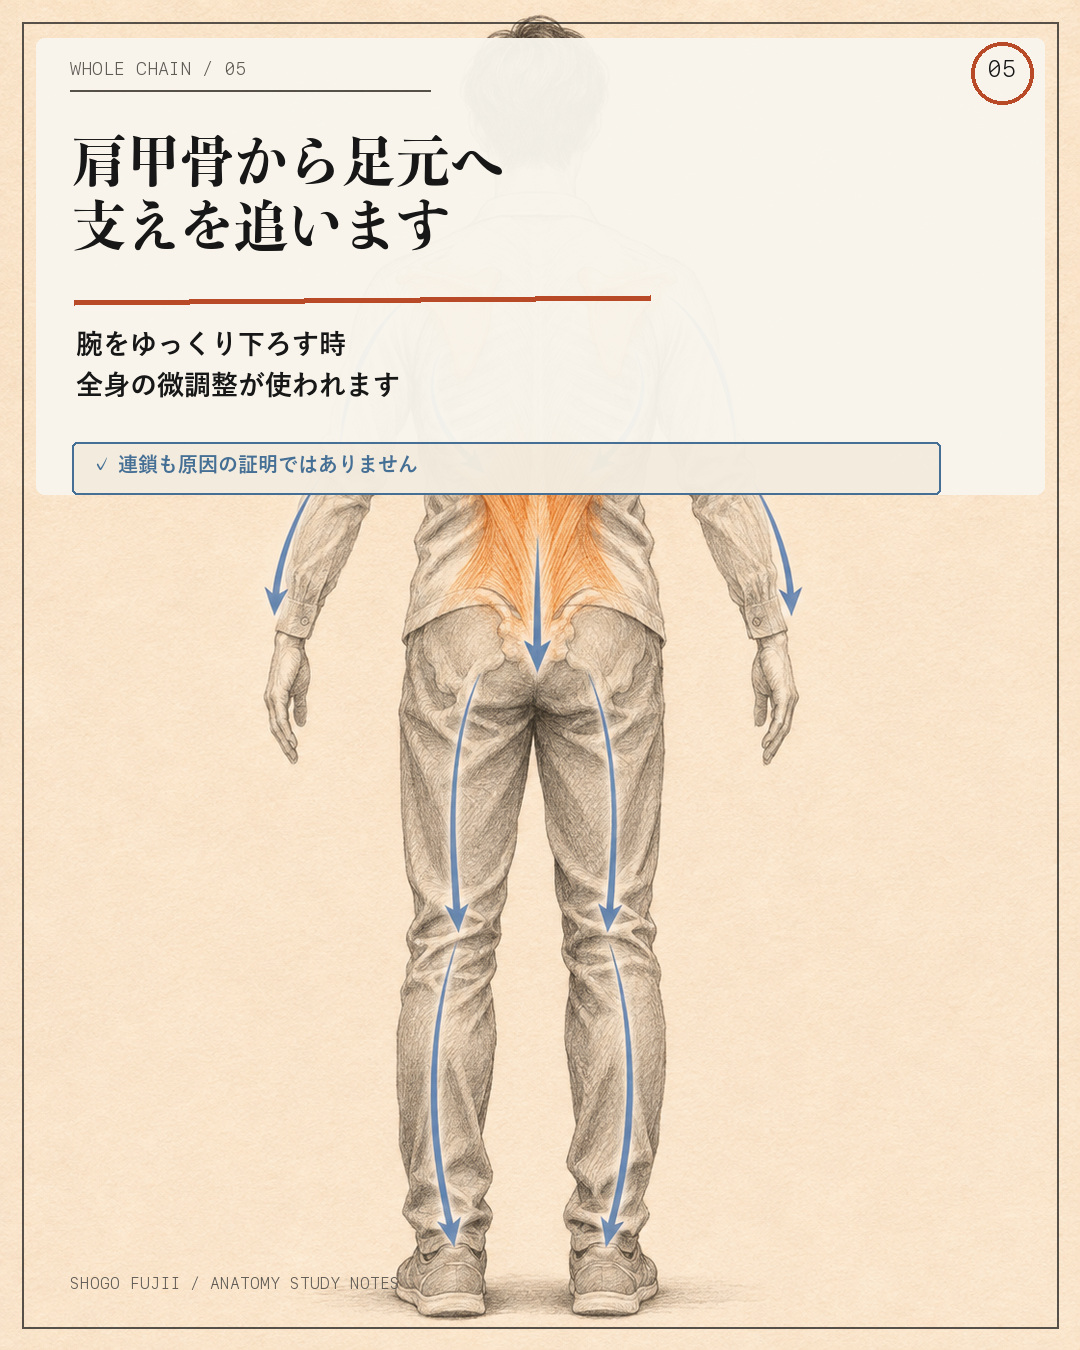 WHOLE CHAIN / 05
05
肩甲骨から足元へ
支えを追います
腕をゆっくり下ろす時
全身の微調整が使われます
✓ 連鎖も原因の証明ではありません
SHOGO FUJII / ANATOMY STUDY NOTES